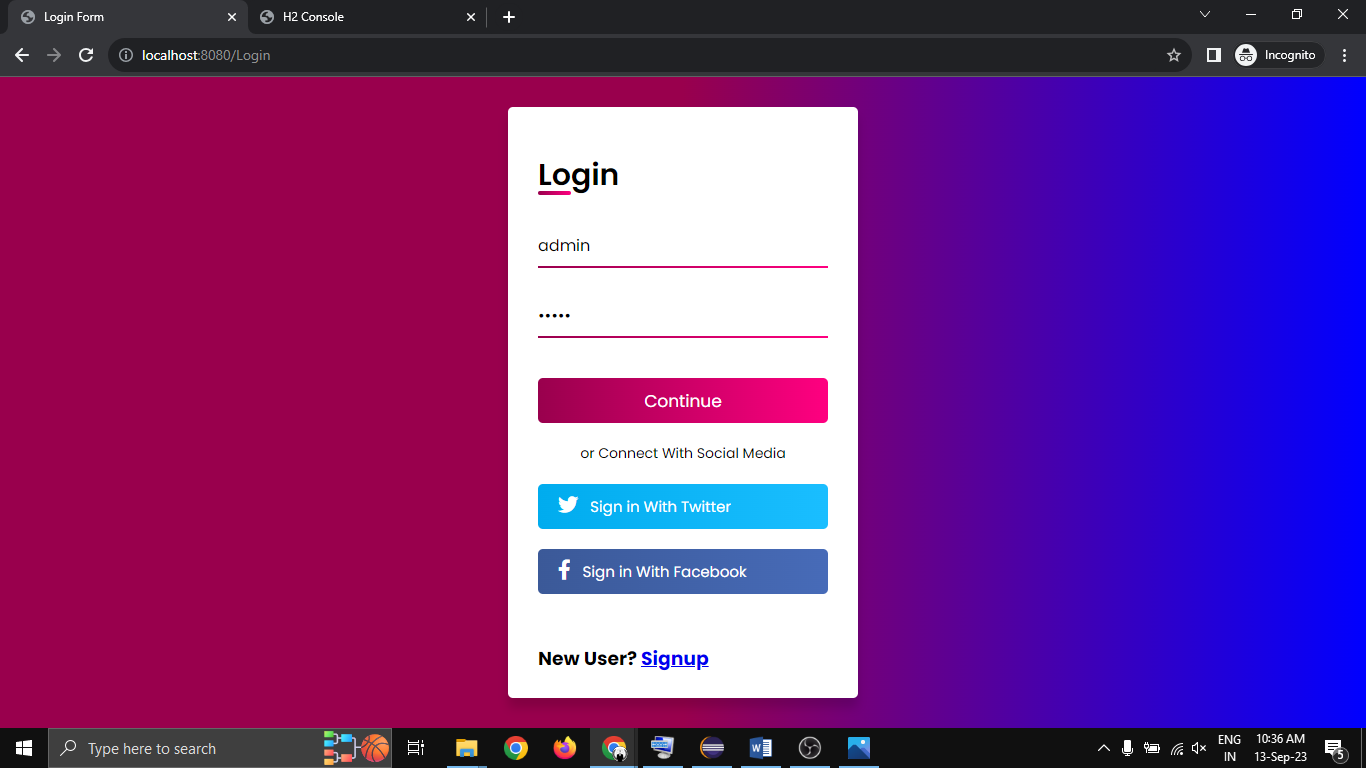 Login Form
H2 Console
localhost:8080/Login
Incognito
Login
admin
•••••
Continue
or Connect With Social Media
Sign in With Twitter
Sign in With Facebook
New User? Signup
Type here to search
ENG
IN
10:36 AM
13-Sep-23
5